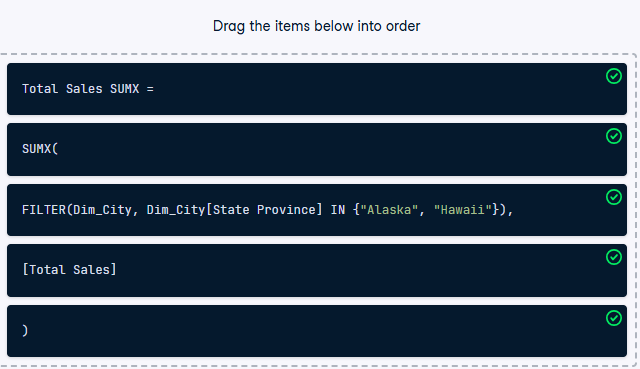 Drag the items below into order
Total Sales SUMX =
SUMX(
FILTER(Dim_City, Dim_City[State Province] IN {"Alaska", "Hawaii"}),
[Total Sales]
)